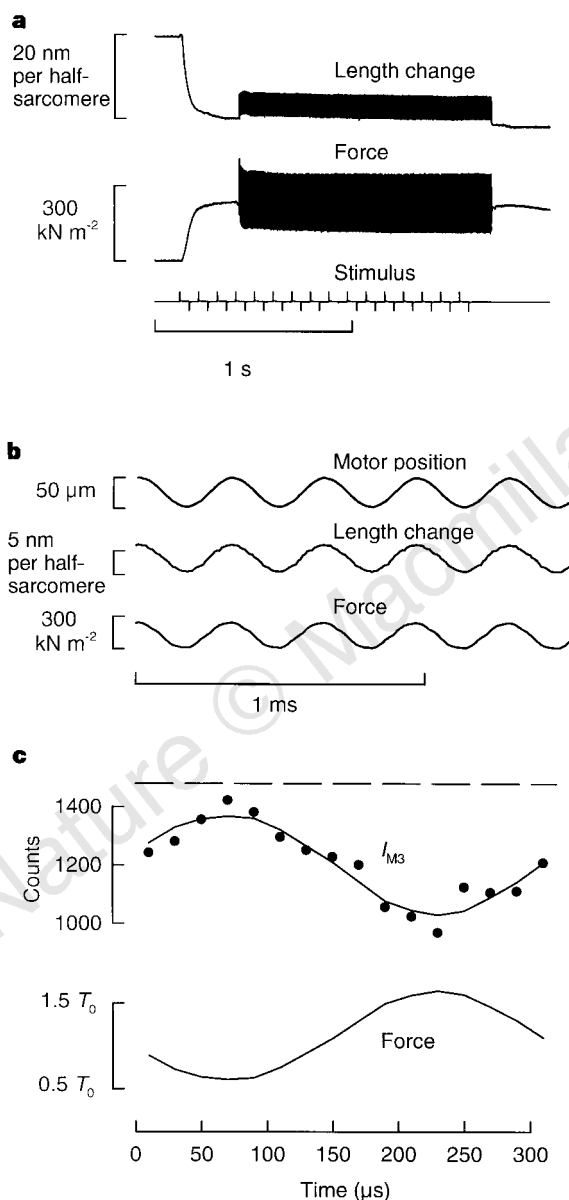 a
20 nm
per half-
sarcomere
Length change
Force
300
kN m⁻²
Stimulus
1 s
b
Motor position
50 µm
Length change
5 nm
per half-
sarcomere
Force
300
kN m⁻²
1 ms
c
1400
1200
1000
Counts
I_M3
1.5 T₀
0.5 T₀
Force
0 50 100 150 200 250 300
Time (µs)
Nature © Macmilla